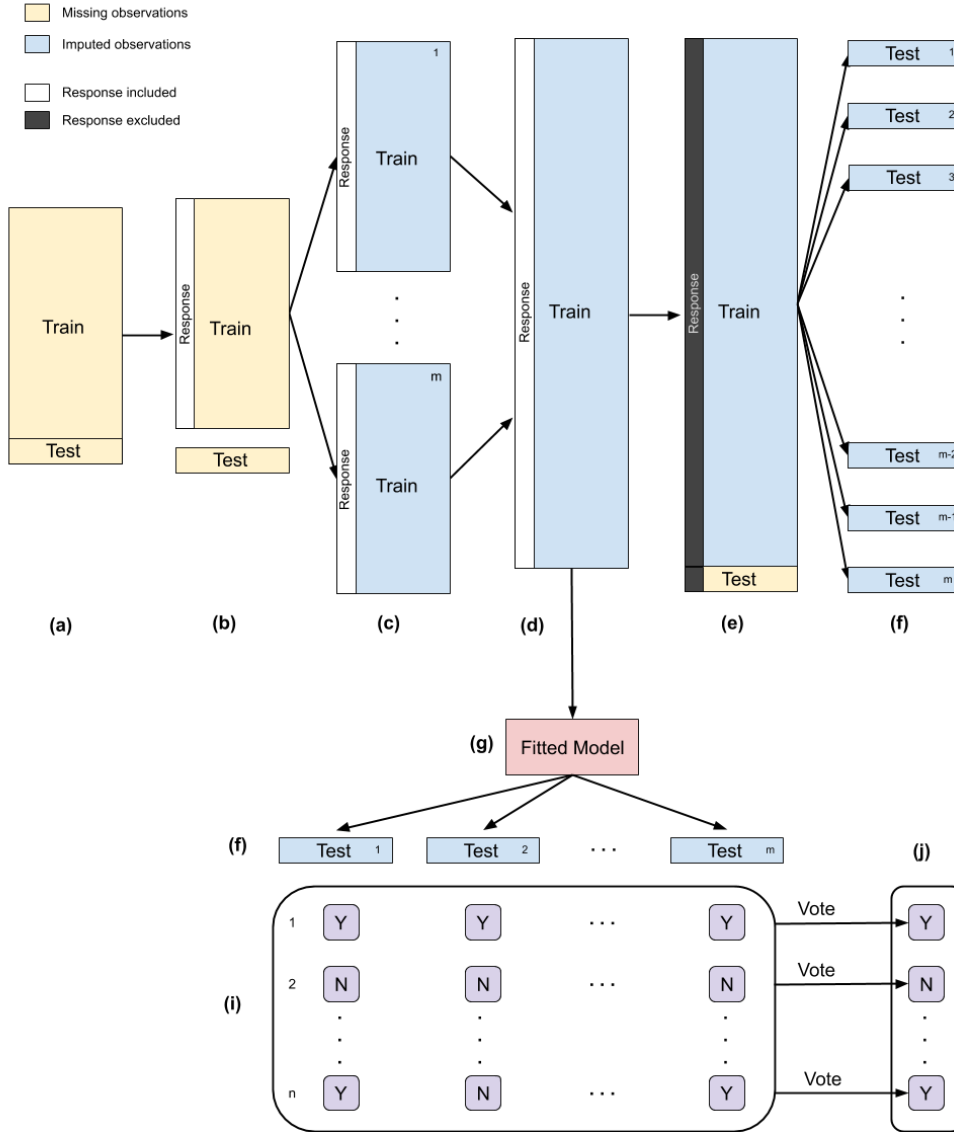 Missing observations
Imputed observations
Response included
Response excluded
Train
Test
(a)
Response
Train
Test
(b)
1
Response
Train
. . .
m
Response
Train
(c)
Response
Train
(d)
Response
Train
Test
(e)
Test 1
Test 2
Test 3
. . .
Test m-2
Test m-1
Test m
(f)
(g) Fitted Model
(f) Test 1 Test 2 . . . Test m (j)
1 Y Y . . . Y Vote Y
2 N N . . . N Vote N
(i) . . . . . . . . . . . .
n Y N . . . Y Vote Y